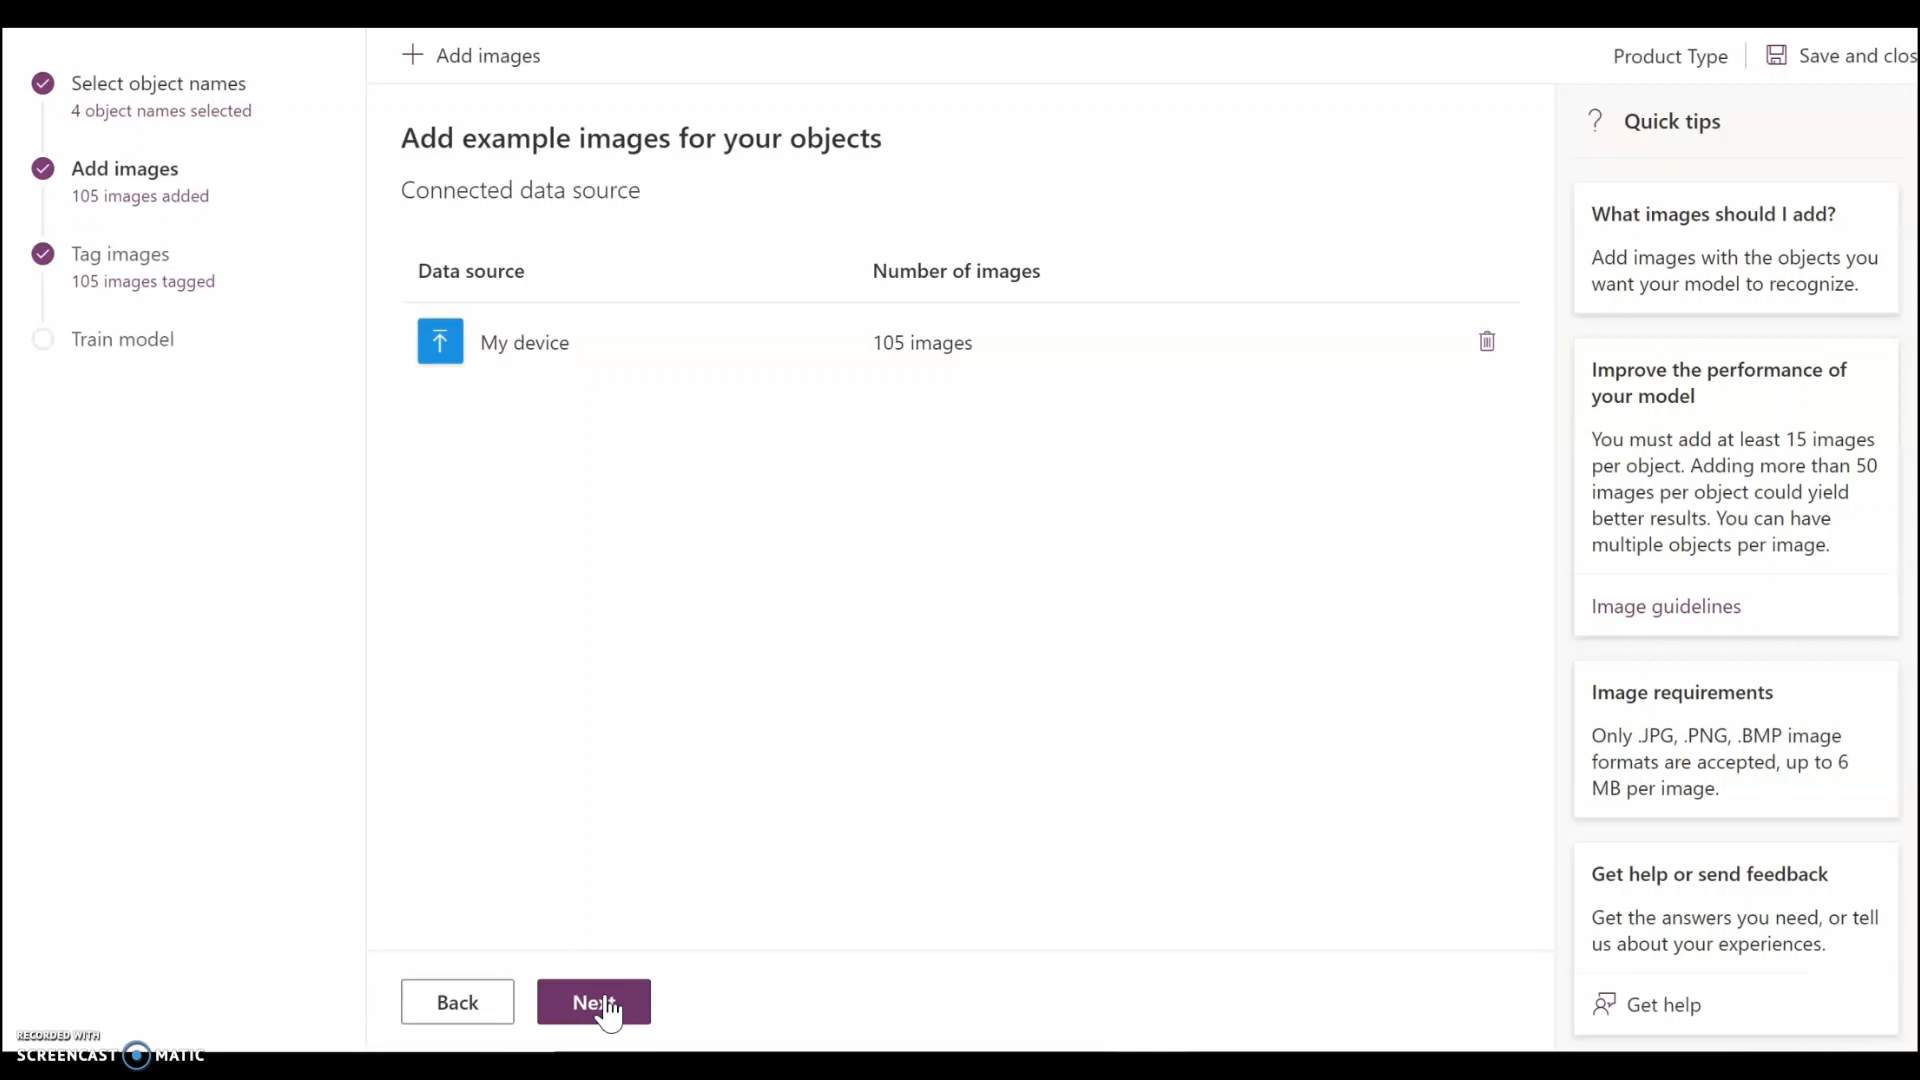 Select object names
4 object names selected
Add images
105 images added
Tag images
105 images tagged
Train model
Add images
Product Type
Save and clos
Add example images for your objects
Connected data source
Data source
Number of images
My device
105 images
Quick tips
What images should I add?
Add images with the objects you
want your model to recognize.
Improve the performance of
your model
You must add at least 15 images
per object. Adding more than 50
images per object could yield
better results. You can have
multiple objects per image.
Image guidelines
Image requirements
Only .JPG, .PNG, .BMP image
formats are accepted, up to 6
MB per image.
Get help or send feedback
Get the answers you need, or tell
us about your experiences.
Get help
Back
Next
RECORDED WITH
SCREENCAST MATIC